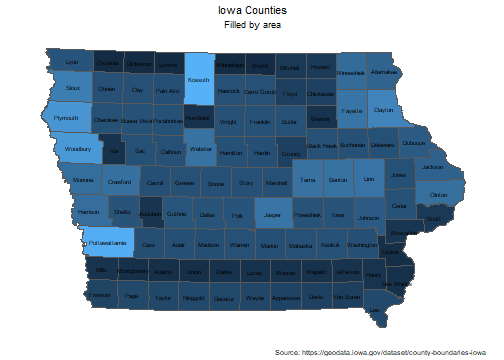 Iowa Counties
Filled by area
Lyon Osceola Dickinson Emmet Winnebago Worth Mitchell Howard
Kossuth Winneshiek Allamakee
Sioux Obrien Clay Palo Alto Hancock Cerro Gordo Floyd Chickasaw
Plymouth Cherokee Buena Vista Pocahontas Humboldt Wright Franklin Butler Bremer Fayette Clayton
Woodbury Ida Sac Calhoun Webster Hamilton Hardin Grundy Black Hawk Buchanan Delaware Dubuque
Monona Crawford Carroll Greene Boone Story Marshall Tama Benton Linn Jones Jackson
Clinton
Harrison Shelby Audubon Guthrie Dallas Polk Jasper Poweshiek Iowa Johnson Cedar Scott
Muscatine
Pottawattamie Cass Adair Madison Warren Marion Mahaska Keokuk Washington
Louisa
Mills Montgomery Adams Union Clarke Lucas Monroe Wapello Jefferson Henry Des Moines
Fremont Page Taylor Ringgold Decatur Wayne Appanoose Davis Van Buren
Lee
Source: https://geodata.iowa.gov/dataset/county-boundaries-iowa